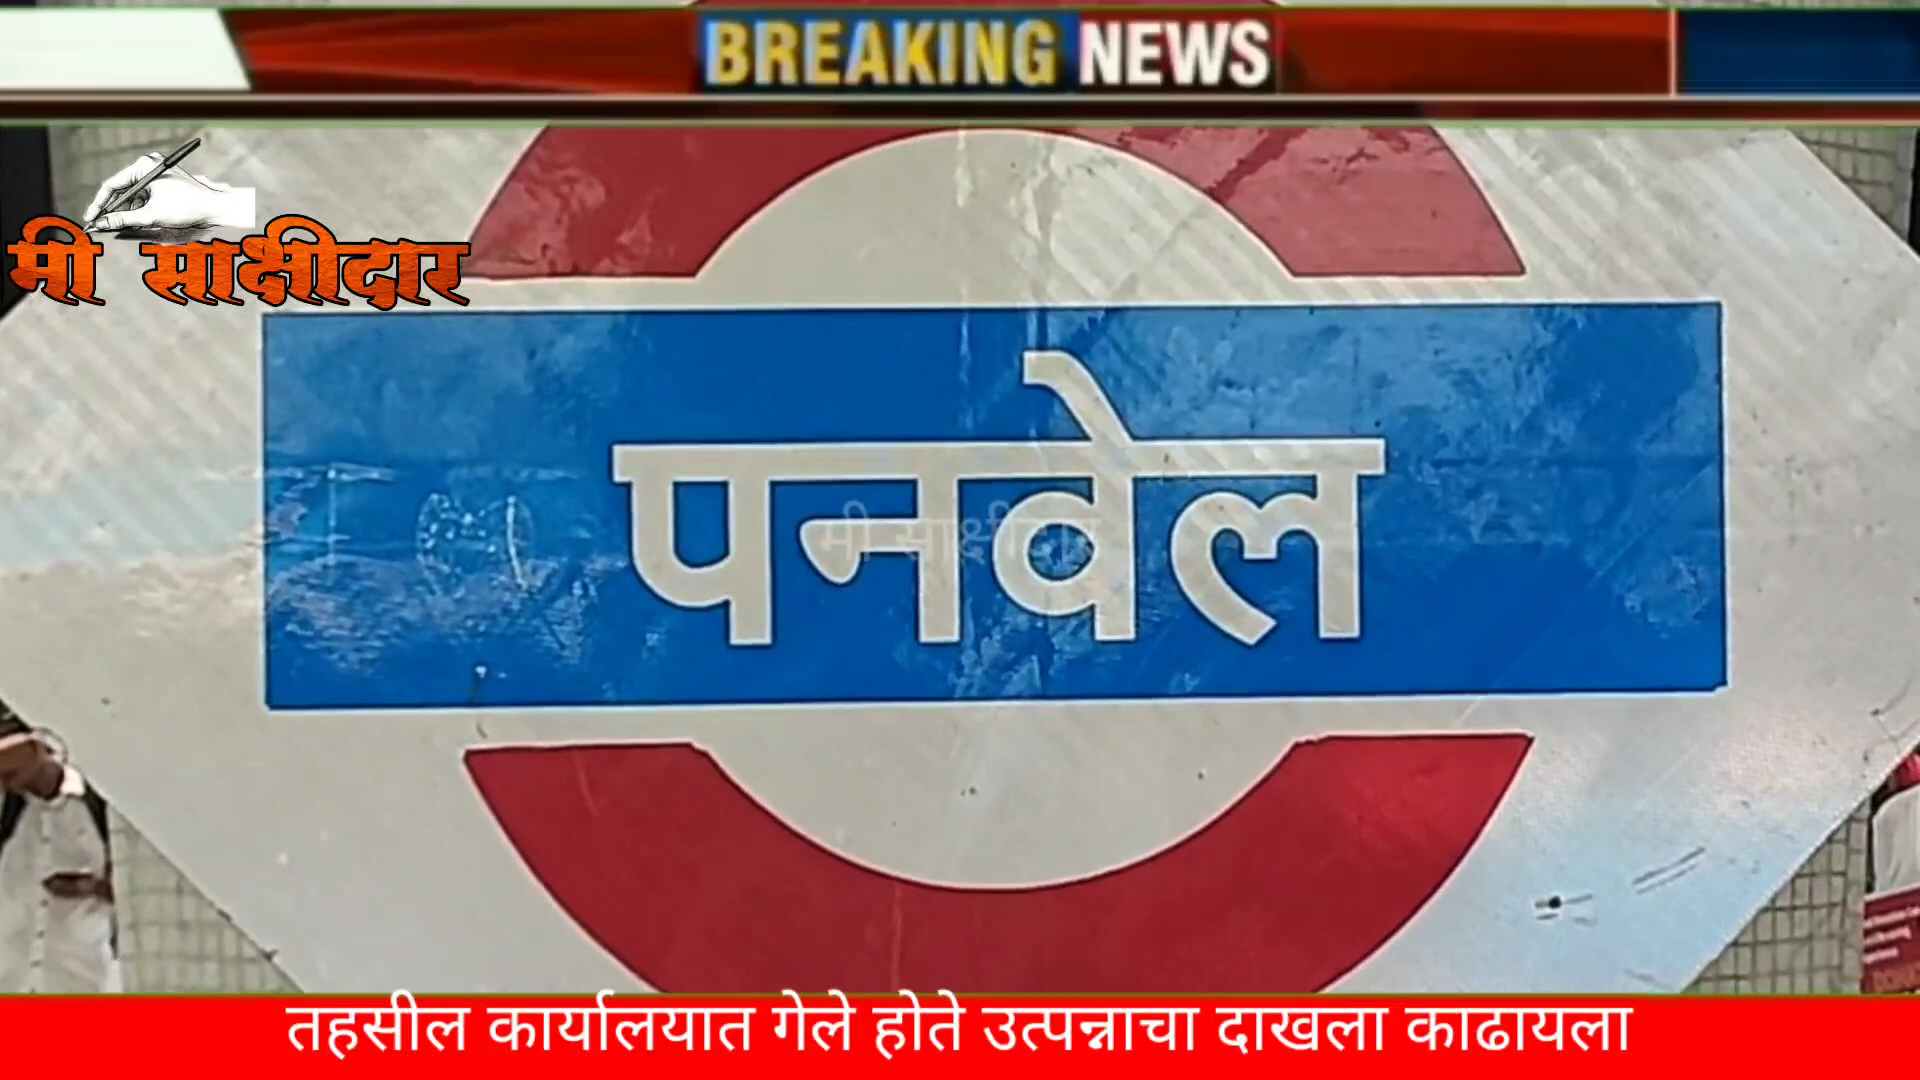 BREAKING NEWS
मी साक्षीदार
पनवेल
मी साक्षीदार
तहसील कार्यालयात गेले होते उत्पन्नाचा दाखला काढायला